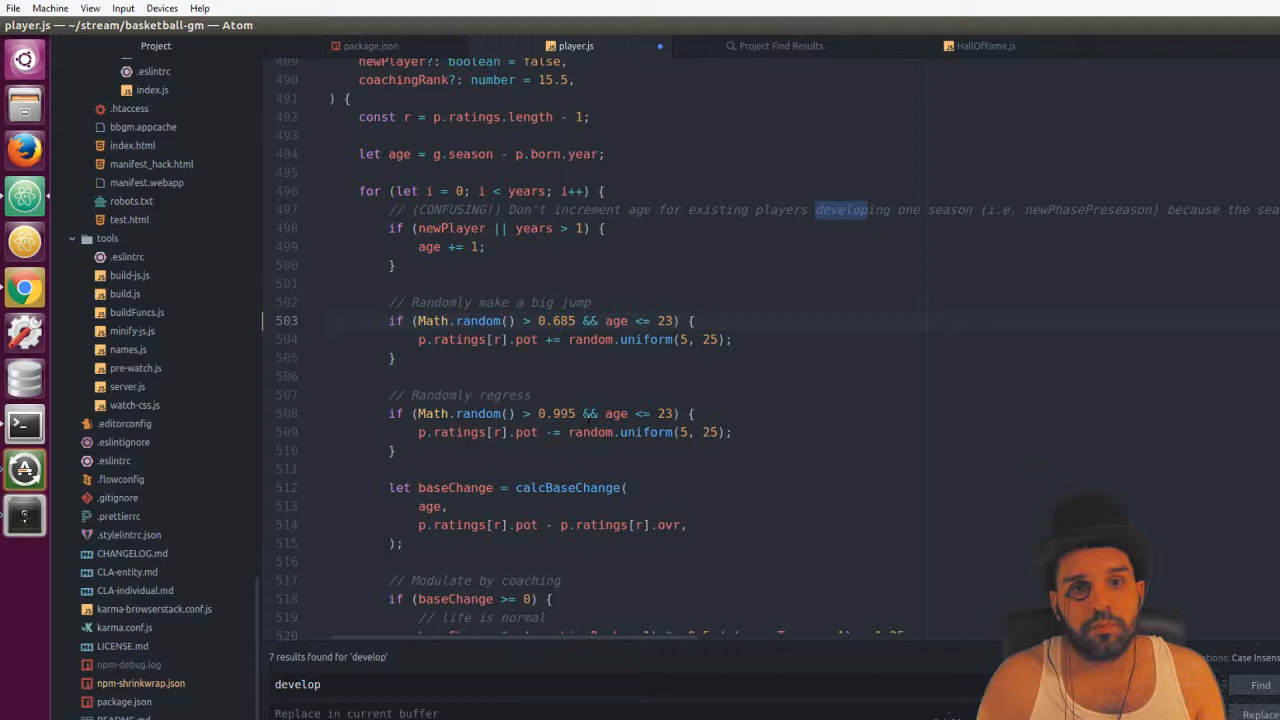 File Machine View Input Devices Help
player.js — ~/stream/basketball-gm — Atom
Project
package.json
player.js
Project Find Results
HallOfFame.js
.eslintrc
index.js
.htaccess
bbgm.appcache
index.html
manifest_hack.html
manifest.webapp
robots.txt
test.html
tools
.eslintrc
build-js.js
build.js
buildFuncs.js
minify-js.js
names.js
pre-watch.js
server.js
watch-css.js
.editorconfig
.eslintignore
.eslintrc
.flowconfig
.gitignore
.prettierrc
.stylelintrc.json
CHANGELOG.md
CLA-entity.md
CLA-individual.md
karma-browserstack.conf.js
karma.conf.js
LICENSE.md
npm-debug.log
npm-shrinkwrap.json
package.json
README.md
489 newPlayer?: boolean = false,
490 coachingRank?: number = 15.5,
491 ) {
492 const r = p.ratings.length - 1;
493
494 let age = g.season - p.born.year;
495
496 for (let i = 0; i < years; i++) {
497 // (CONFUSING!) Don't increment age for existing players developing one season (i.e. newPhasePreseason) because the sea
498 if (newPlayer || years > 1) {
499 age += 1;
500 }
501
502 // Randomly make a big jump
503 if (Math.random() > 0.685 && age <= 23) {
504 p.ratings[r].pot += random.uniform(5, 25);
505 }
506
507 // Randomly regress
508 if (Math.random() > 0.995 && age <= 23) {
509 p.ratings[r].pot -= random.uniform(5, 25);
510 }
511
512 let baseChange = calcBaseChange(
513 age,
514 p.ratings[r].pot - p.ratings[r].ovr,
515 );
516
517 // Modulate by coaching
518 if (baseChange >= 0) {
519 // life is normal
520
7 results found for 'develop'
Case Insens
develop
Find
Replace in current buffer
Replace